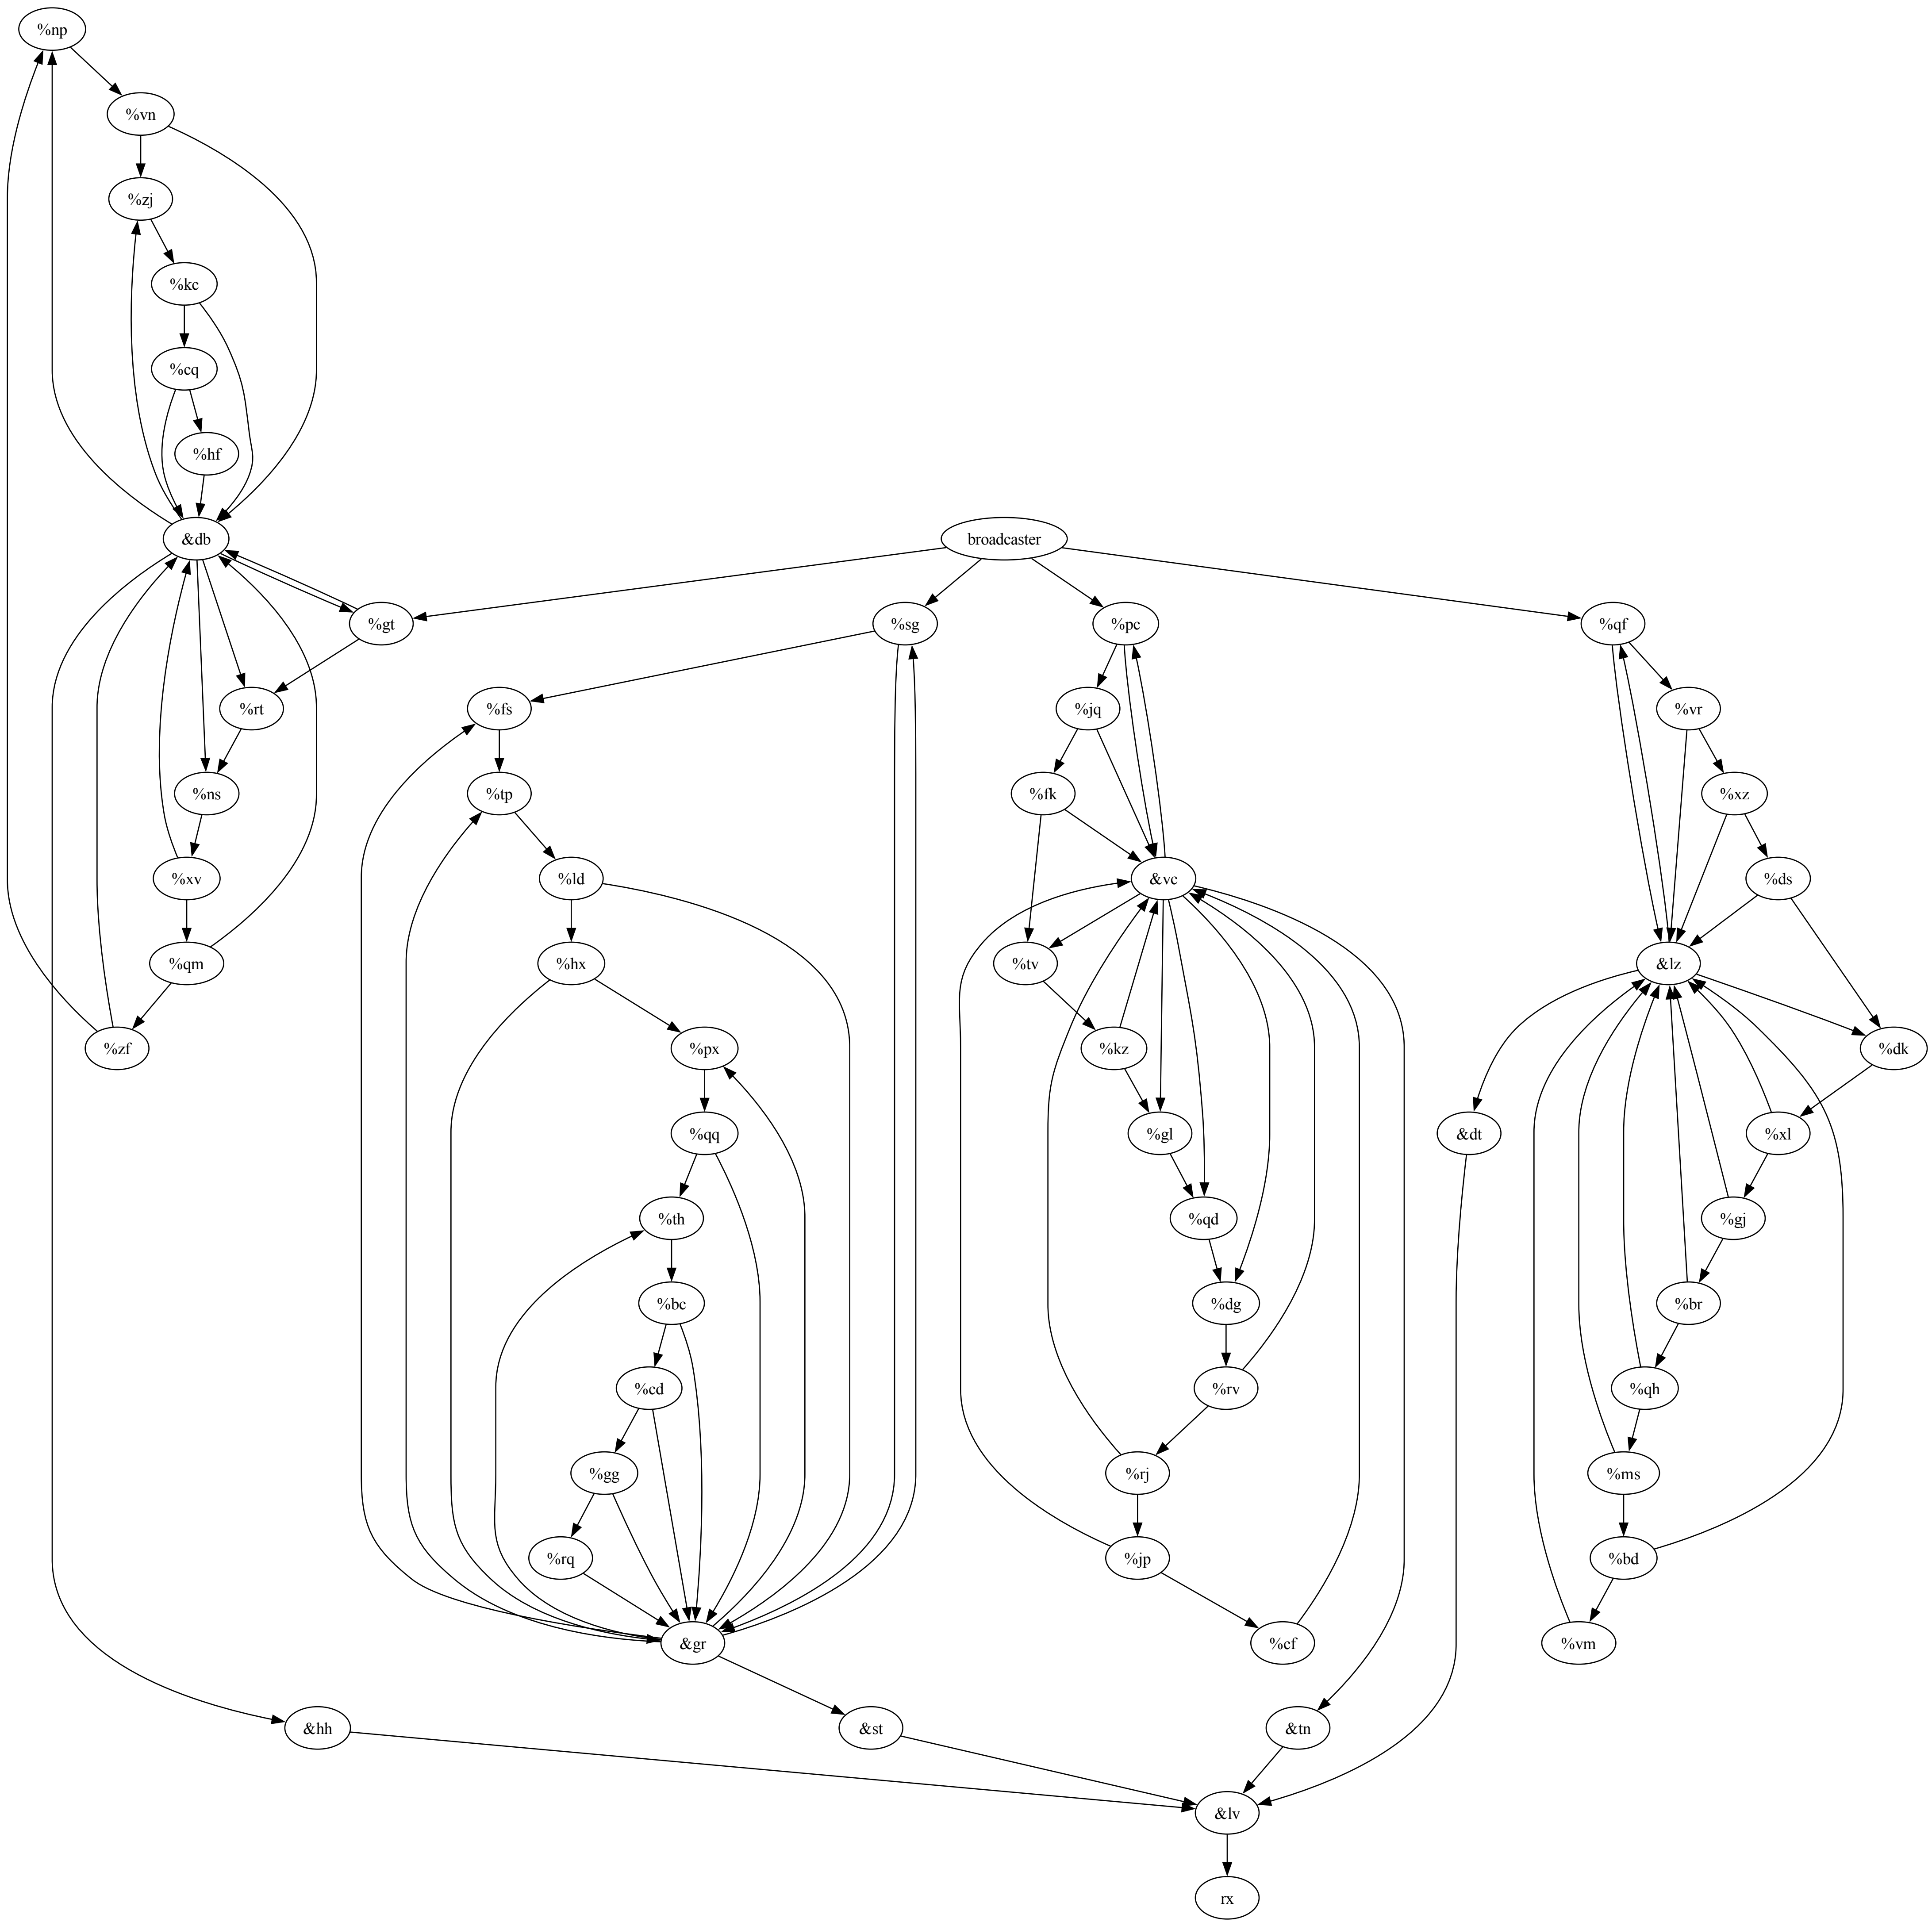 %np
%vn
%zj
%kc
%cq
%hf
&db
broadcaster
%gt
%sg
%pc
%qf
%rt
%fs
%jq
%vr
%ns
%tp
%fk
%xz
%xv
%ld
&vc
%ds
%qm
%hx
%tv
&lz
%zf
%px
%kz
%dk
%qq
%gl
&dt
%xl
%th
%qd
%gj
%bc
%dg
%br
%cd
%rv
%qh
%gg
%rj
%ms
%rq
%jp
%bd
&gr
%cf
%vm
&hh
&st
&tn
&lv
rx